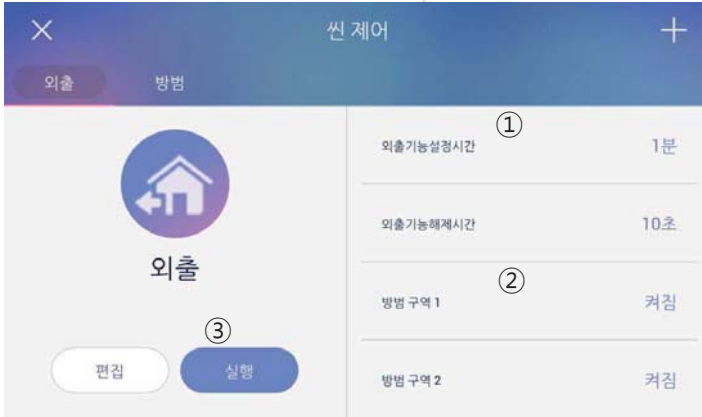 씬 제어
외출 방범
① 외출기능설정시간 1분
외출기능해제시간 10초
외출
② 방범 구역 1 켜짐
③
편집 실행
방범 구역 2 켜짐